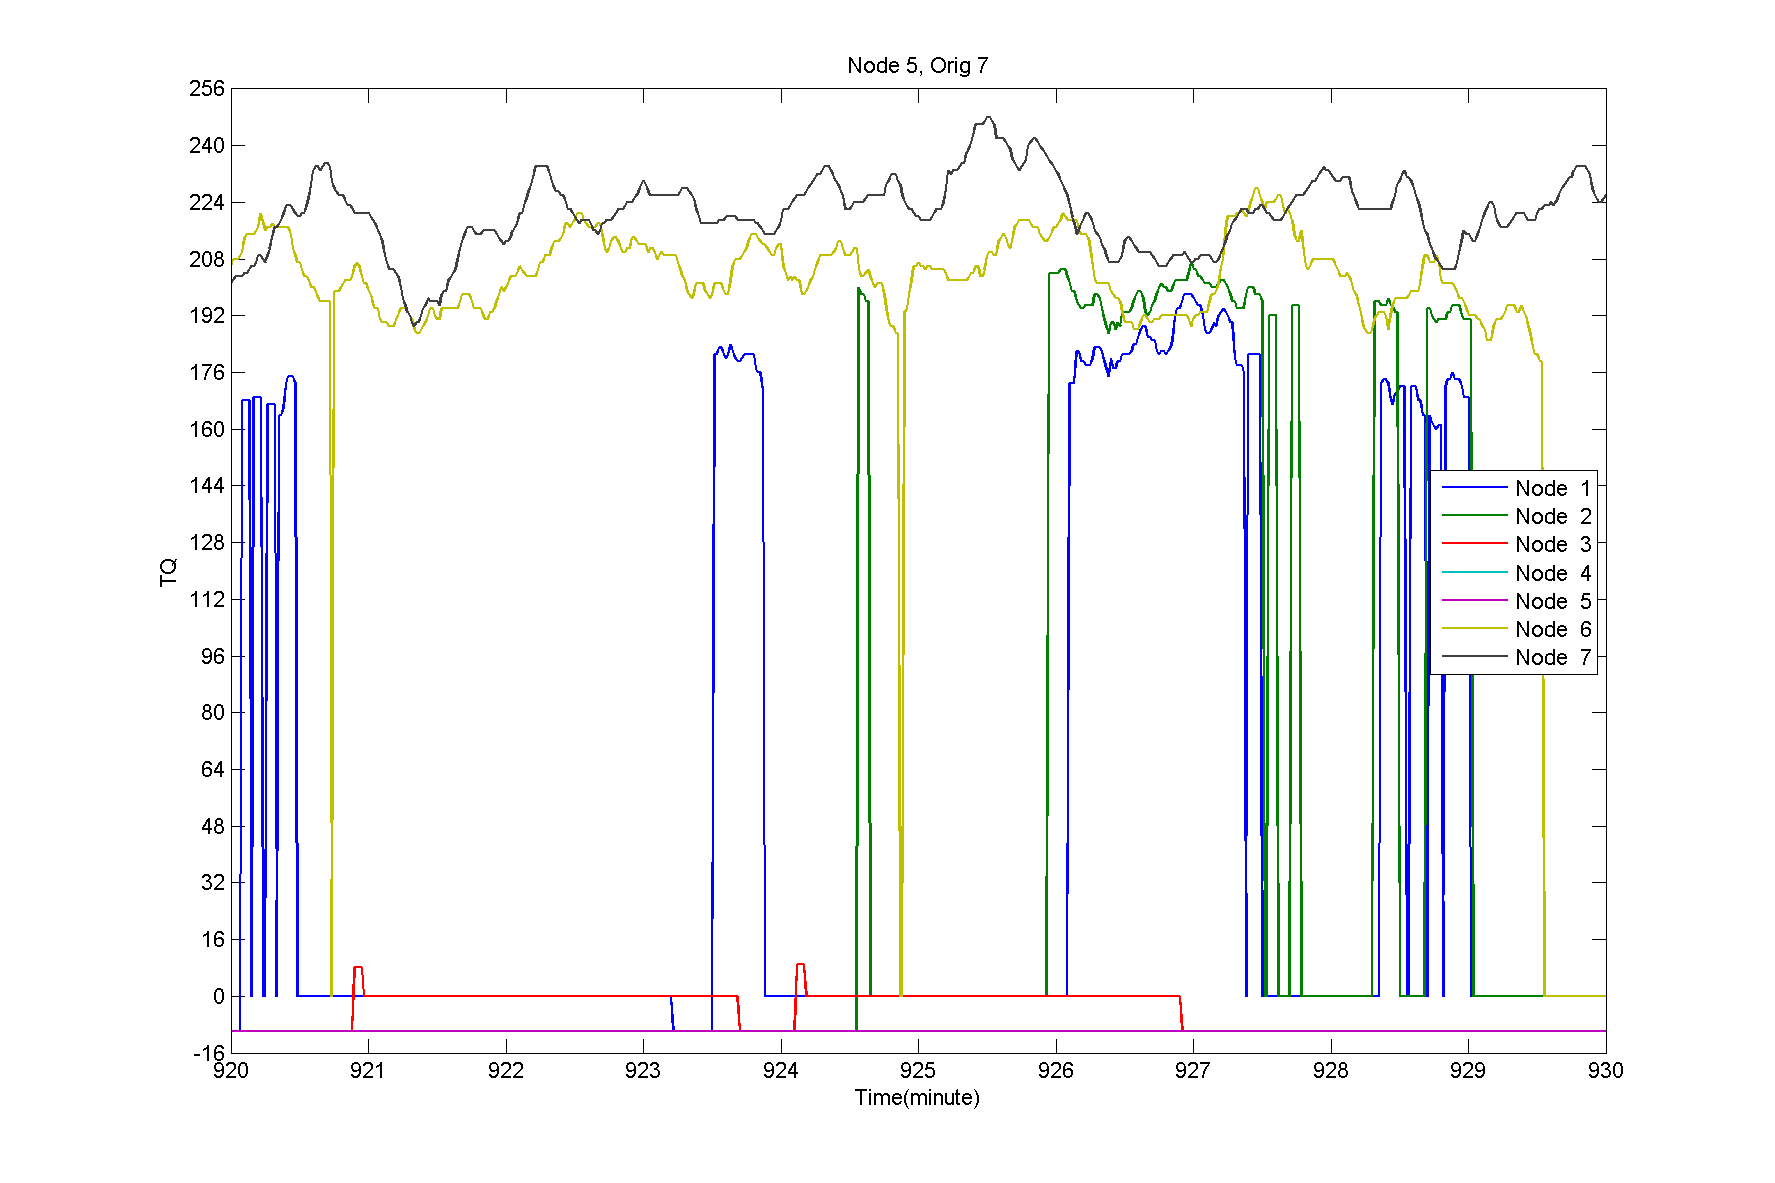 Node 5, Orig 7
256
240
224
208
192
176
160
144
128
112
96
80
64
48
32
16
0
-16
TQ
Node 1
Node 2
Node 3
Node 4
Node 5
Node 6
Node 7
920 921 922 923 924 925 926 927 928 929 930
Time(minute)